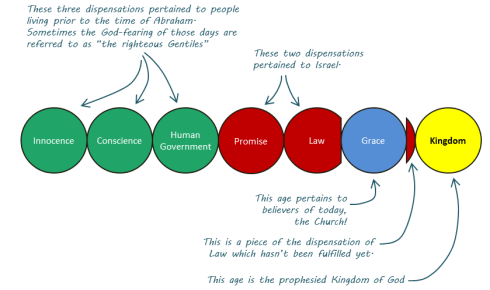 These three dispensations pertained to people
living prior to the time of Abraham.
Sometimes the God-fearing of those days are
referred to as “the righteous Gentiles”
These two dispensations
pertained to Israel.
Innocence
Conscience
Human
Government
Promise
Law
Grace
Kingdom
This age pertains to
believers of today,
the Church!
This is a piece of the dispensation of
Law which hasn't been fulfilled yet.
This age is the prophesied Kingdom of God